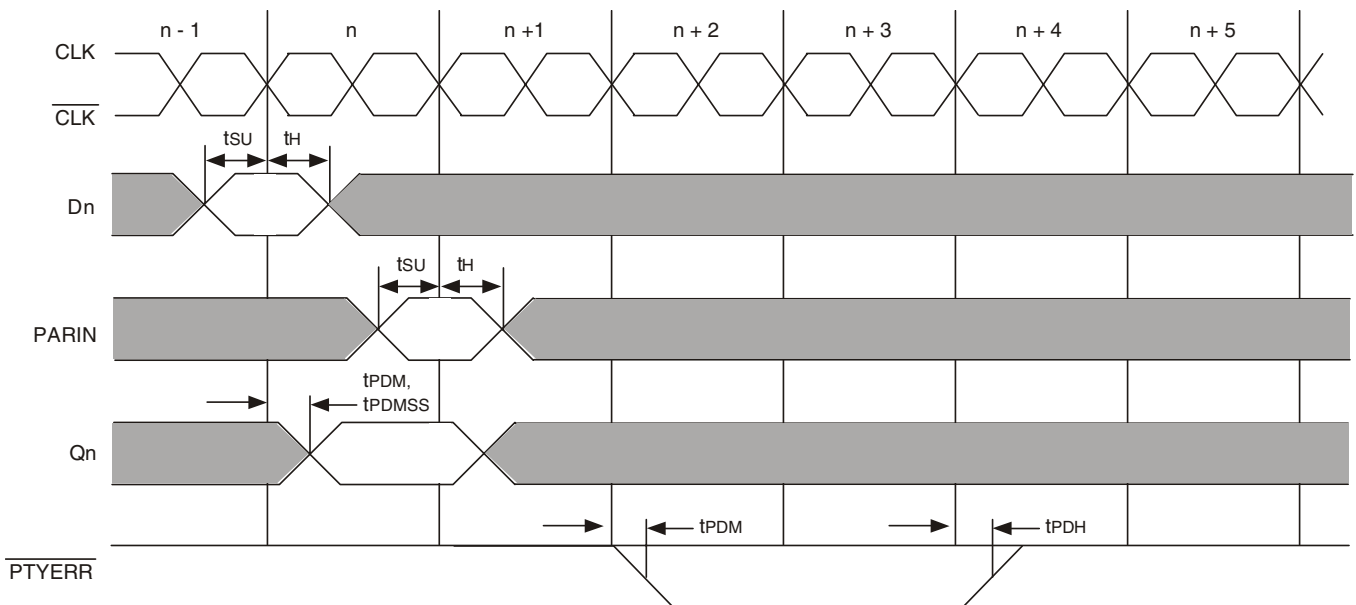 n - 1 n n +1 n + 2 n + 3 n + 4 n + 5
CLK
CLK
tSU tH
Dn
tSU tH
PARIN
tPDM,
tPDMSS
Qn
tPDM tPDH
PTYERR